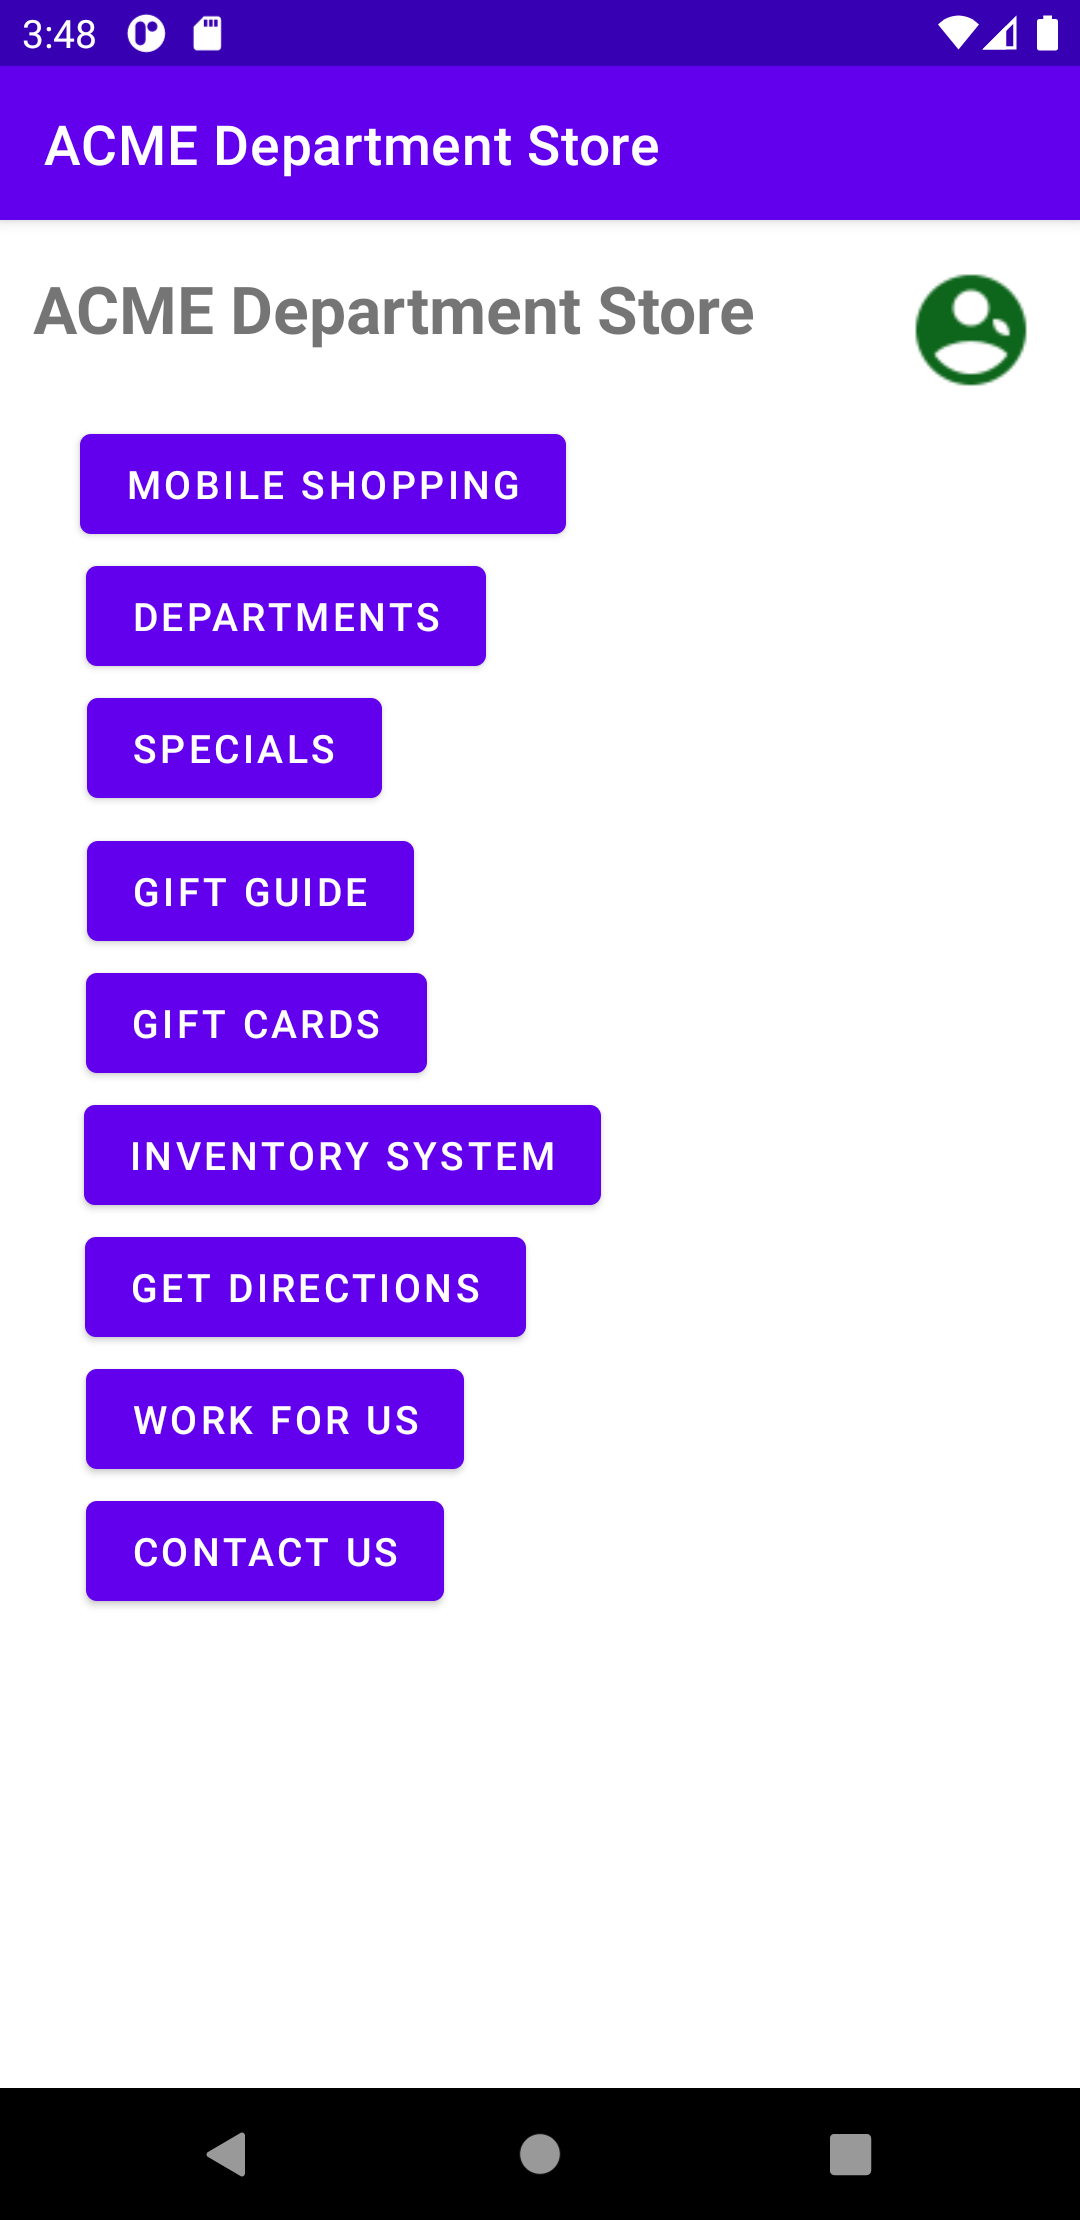 3:48
ACME Department Store
ACME Department Store
MOBILE SHOPPING
DEPARTMENTS
SPECIALS
GIFT GUIDE
GIFT CARDS
INVENTORY SYSTEM
GET DIRECTIONS
WORK FOR US
CONTACT US